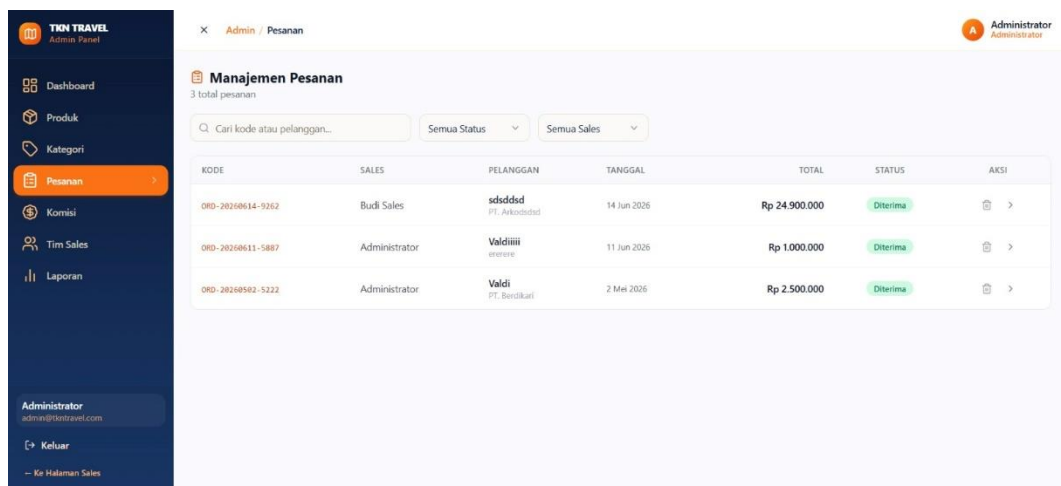 TKN TRAVEL
Admin Panel
Dashboard
Produk
Kategori
Pesanan
Komisi
Tim Sales
Laporan
Administrator
admin@tkntravel.com
Keluar
← Ke Halaman Sales
Admin / Pesanan
A
Administrator
Administrator
Manajemen Pesanan
3 total pesanan
Cari kode atau pelanggan...
Semua Status
Semua Sales
KODE SALES PELANGGAN TANGGAL TOTAL STATUS AKSI
ORD-20260614-9262 Budi Sales sdsddsd 14 Jun 2026 Rp 24.900.000 Diterima
PT. Arkodsdsd
ORD-20260611-5887 Administrator Valdiiiii 11 Jun 2026 Rp 1.000.000 Diterima
ererere
ORD-20260502-5222 Administrator Valdi 2 Mei 2026 Rp 2.500.000 Diterima
PT. Berdikari